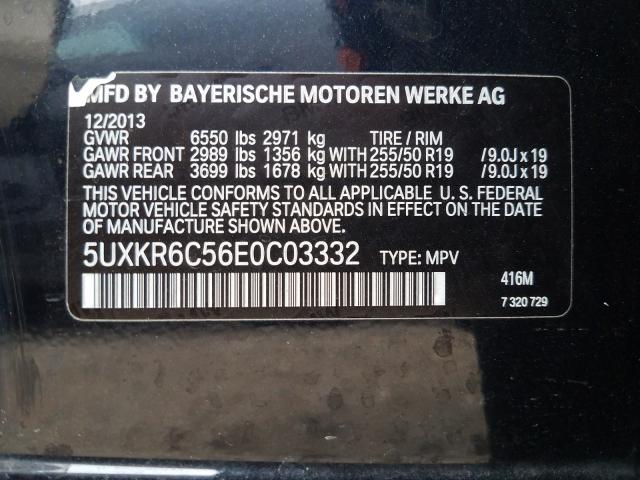 MFD BY BAYERISCHE MOTOREN WERKE AG
12/2013
GVWR 6550 lbs 2971 kg TIRE / RIM
GAWR FRONT 2989 lbs 1356 kg WITH 255/50 R19 /9.0J x 19
GAWR REAR 3699 lbs 1678 kg WITH 255/50 R19 /9.0J x 19
THIS VEHICLE CONFORMS TO ALL APPLICABLE U. S. FEDERAL
MOTOR VEHICLE SAFETY STANDARDS IN EFFECT ON THE DATE
OF MANUFACTURE SHOWN ABOVE.
5UXKR6C56E0C03332 TYPE: MPV
416M
7 320 729